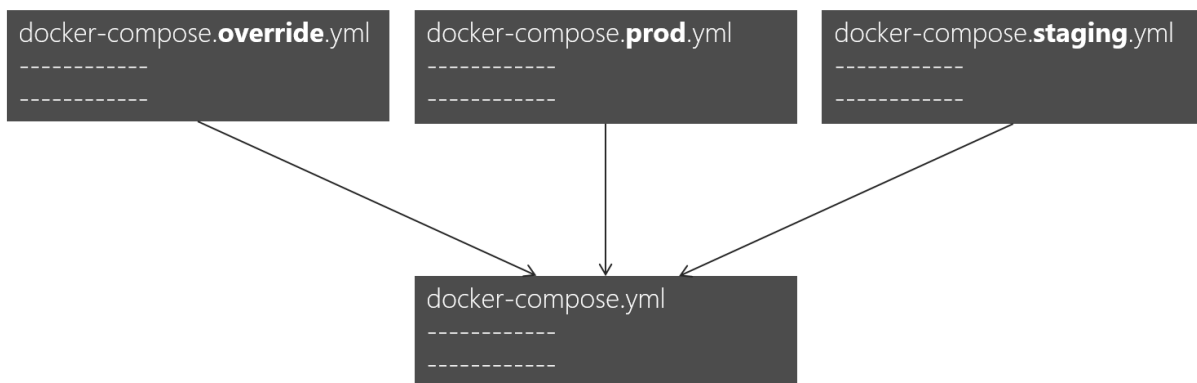 docker-compose.override.yml
------------
------------
docker-compose.prod.yml
------------
------------
docker-compose.staging.yml
------------
------------
docker-compose.yml
------------
------------